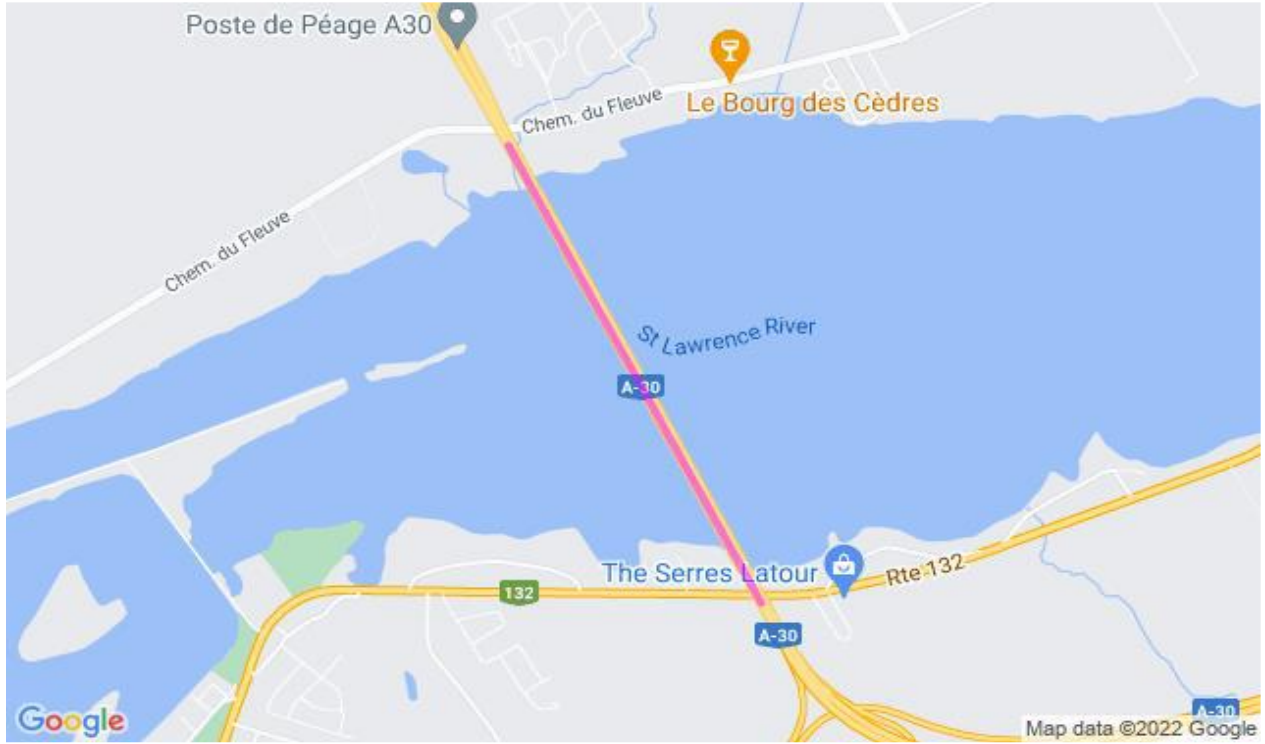 Poste de Péage A30
Le Bourg des Cèdres
Chem. du Fleuve
Chem. du Fleuve
St Lawrence River
A-30
The Serres Latour
Rte 132
132
A-30
A-30
Google
Map data ©2022 Google